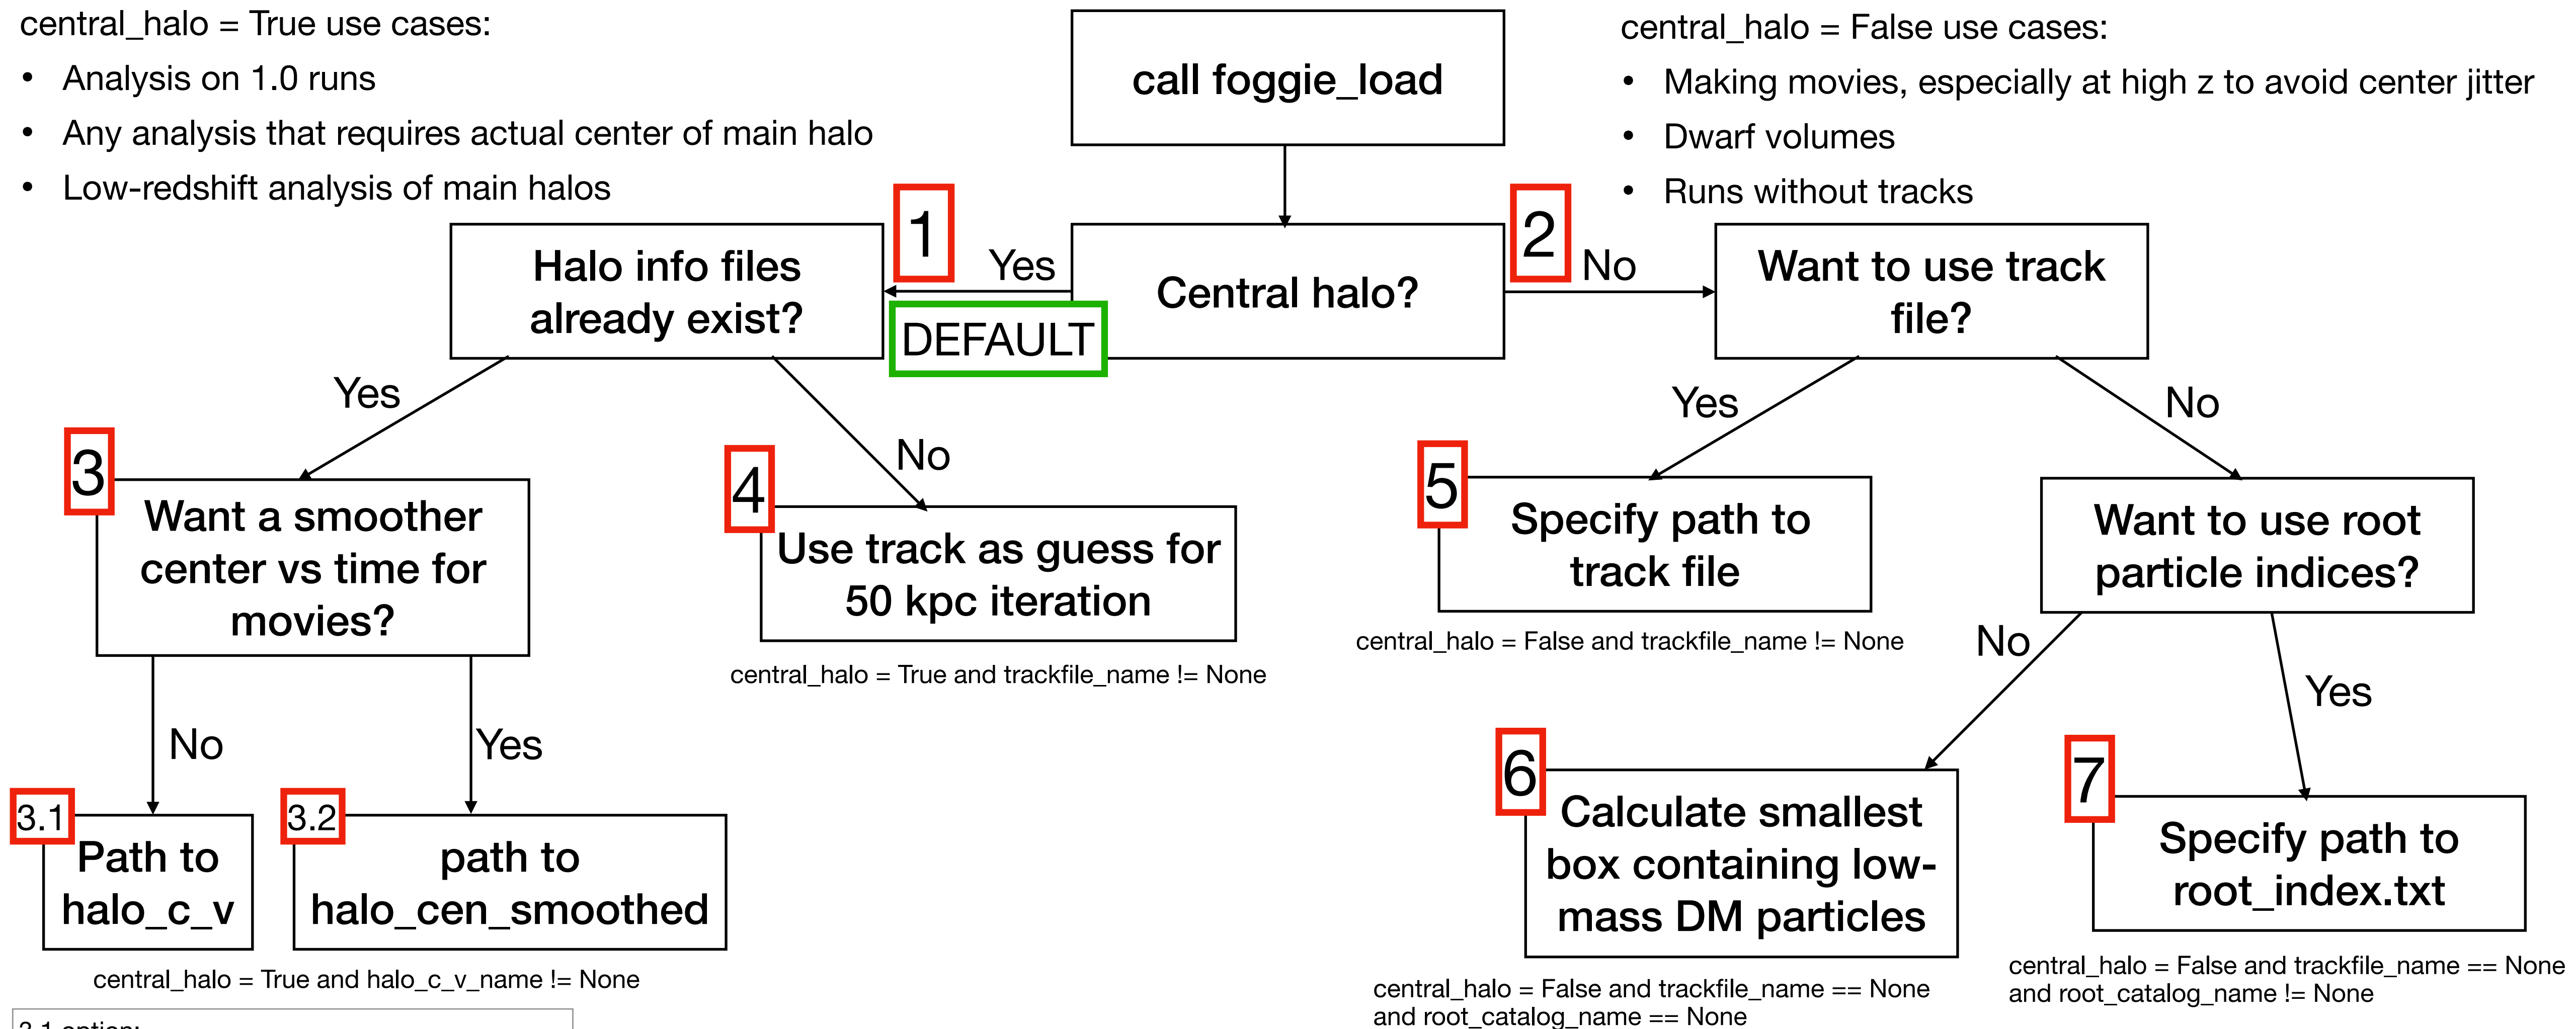 central_halo = True use cases:
• Analysis on 1.0 runs
• Any analysis that requires actual center of main halo
• Low-redshift analysis of main halos
call foggie_load
central_halo = False use cases:
• Making movies, especially at high z to avoid center jitter
• Dwarf volumes
• Runs without tracks
Halo info files
already exist?
1
Yes
DEFAULT
Central halo?
2
No
Want to use track
file?
Yes
No
Yes
No
3
Want a smoother
center vs time for
movies?
4
Use track as guess for
50 kpc iteration
central_halo = True and trackfile_name != None
5
Specify path to
track file
central_halo = False and trackfile_name != None
Want to use root
particle indices?
No
Yes
No
Yes
3.1
Path to
halo_c_v
3.2
path to
halo_cen_smoothed
central_halo = True and halo_c_v_name != None
6
Calculate smallest
box containing low-
mass DM particles
central_halo = False and trackfile_name == None
and root_catalog_name == None
7
Specify path to
root_index.txt
central_halo = False and trackfile_name == None
and root_catalog_name != None
3.1 option: